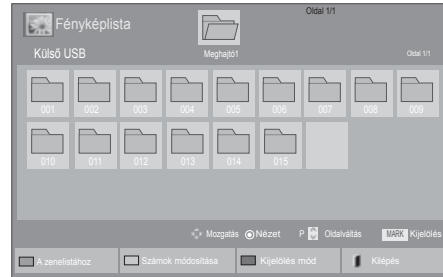 Fényképlista
Oldal 1/1
Külső USB
Meghajtó1
Oldal 1/1
001 002 003 004 005 006 007 008 009
010 011 012 013 014 015
Mozgatás Nézet P Oldalváltás MARK Kijelölés
A zenelistához Számok módosítása Kijelölés mód Kilépés